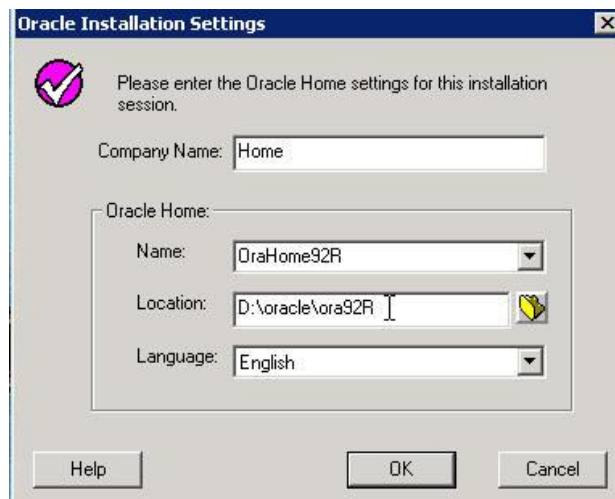 Oracle Installation Settings
Please enter the Oracle Home settings for this installation
session.
Company Name: Home
Oracle Home:
Name: OraHome92R
Location: D:\oracle\ora92R
Language: English
Help OK Cancel